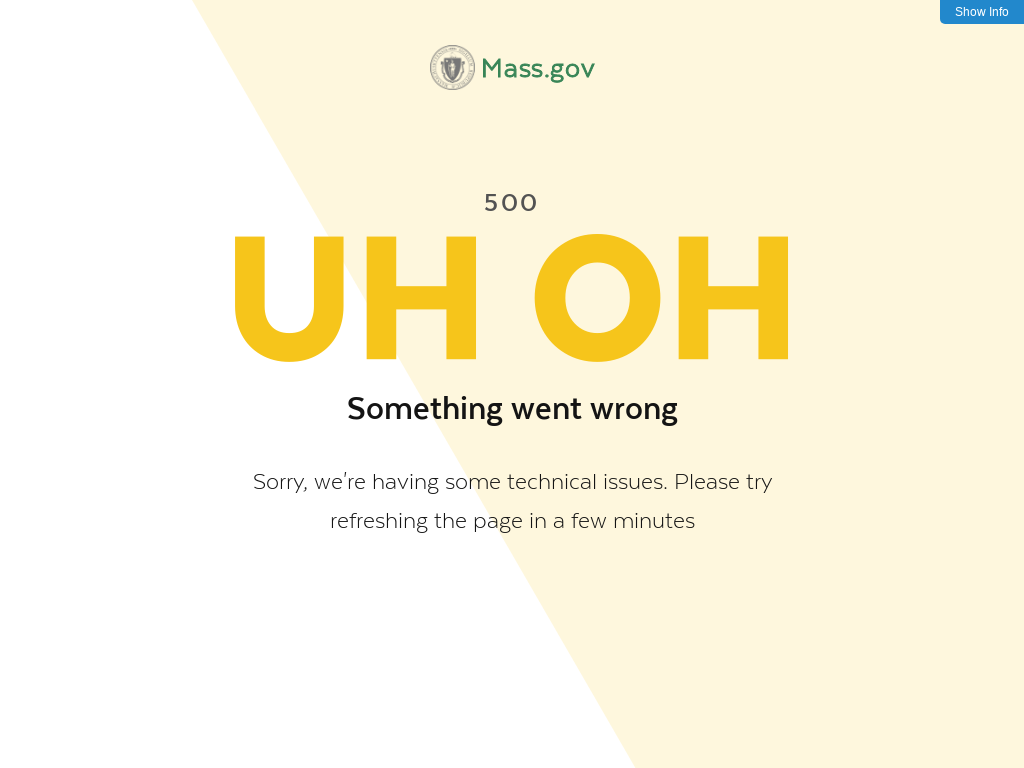 Show Info
Mass.gov
500
UH OH
Something went wrong
Sorry, we're having some technical issues. Please try
refreshing the page in a few minutes